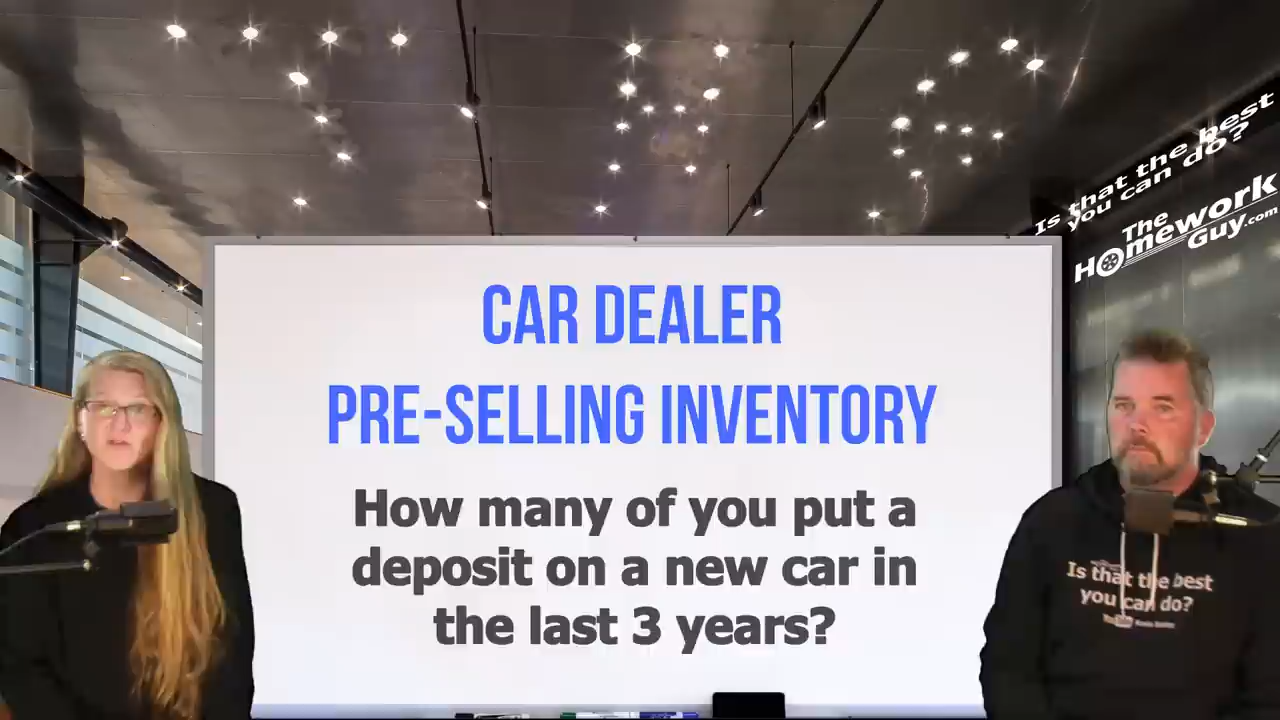 Is that the best
you can do?
The
Homework
Guy.com
CAR DEALER
PRE-SELLING INVENTORY
How many of you put a
deposit on a new car in
the last 3 years?
Is that the best
you can do?